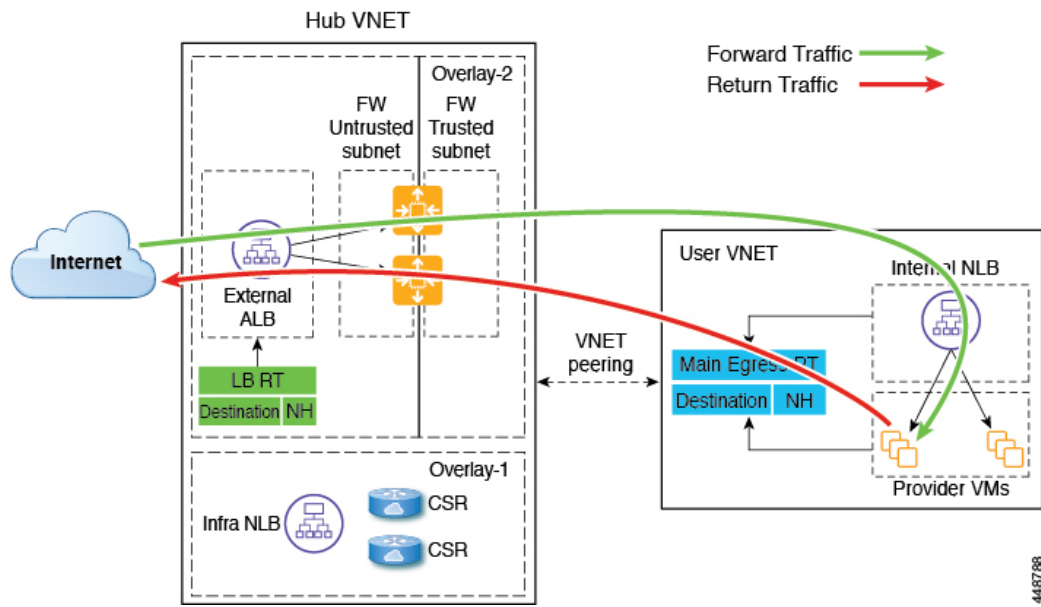 Hub VNET
Forward Traffic
Return Traffic
Overlay-2
FW
Untrusted
subnet
FW
Trusted
subnet
Internet
External
ALB
LB RT
Destination
NH
VNET
peering
User VNET
Internal NLB
Main Egress RT
Destination
NH
Provider VMs
Overlay-1
Infra NLB
CSR
CSR
448788